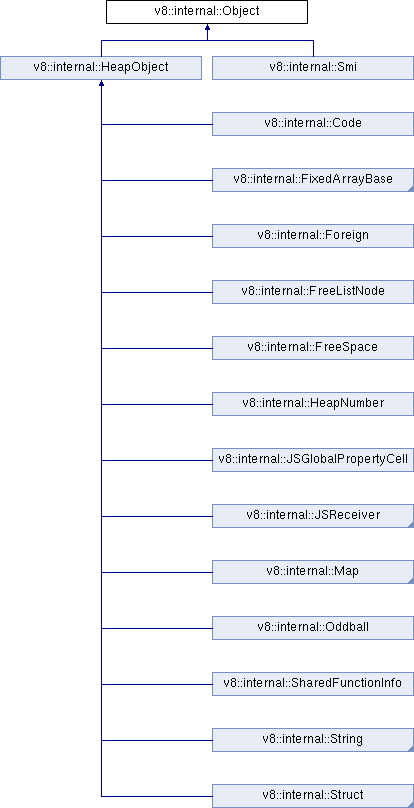 v8::internal::Object
v8::internal::HeapObject
v8::internal::Smi
v8::internal::Code
v8::internal::FixedArrayBase
v8::internal::Foreign
v8::internal::FreeListNode
v8::internal::FreeSpace
v8::internal::HeapNumber
v8::internal::JSGlobalPropertyCell
v8::internal::JSReceiver
v8::internal::Map
v8::internal::Oddball
v8::internal::SharedFunctionInfo
v8::internal::String
v8::internal::Struct